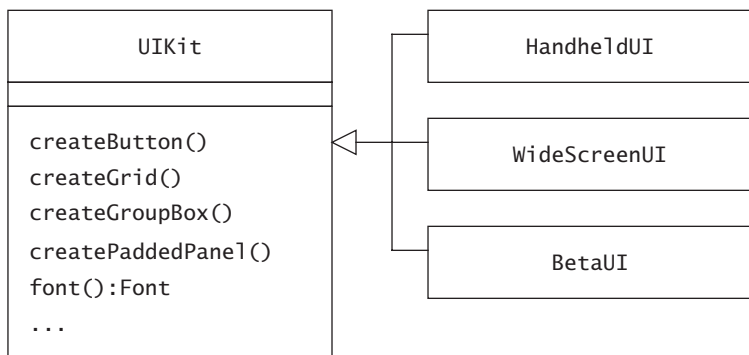 UIKit
createButton()
createGrid()
createGroupBox()
createPaddedPanel()
font():Font
...
HandheldUI
WideScreenUI
BetaUI